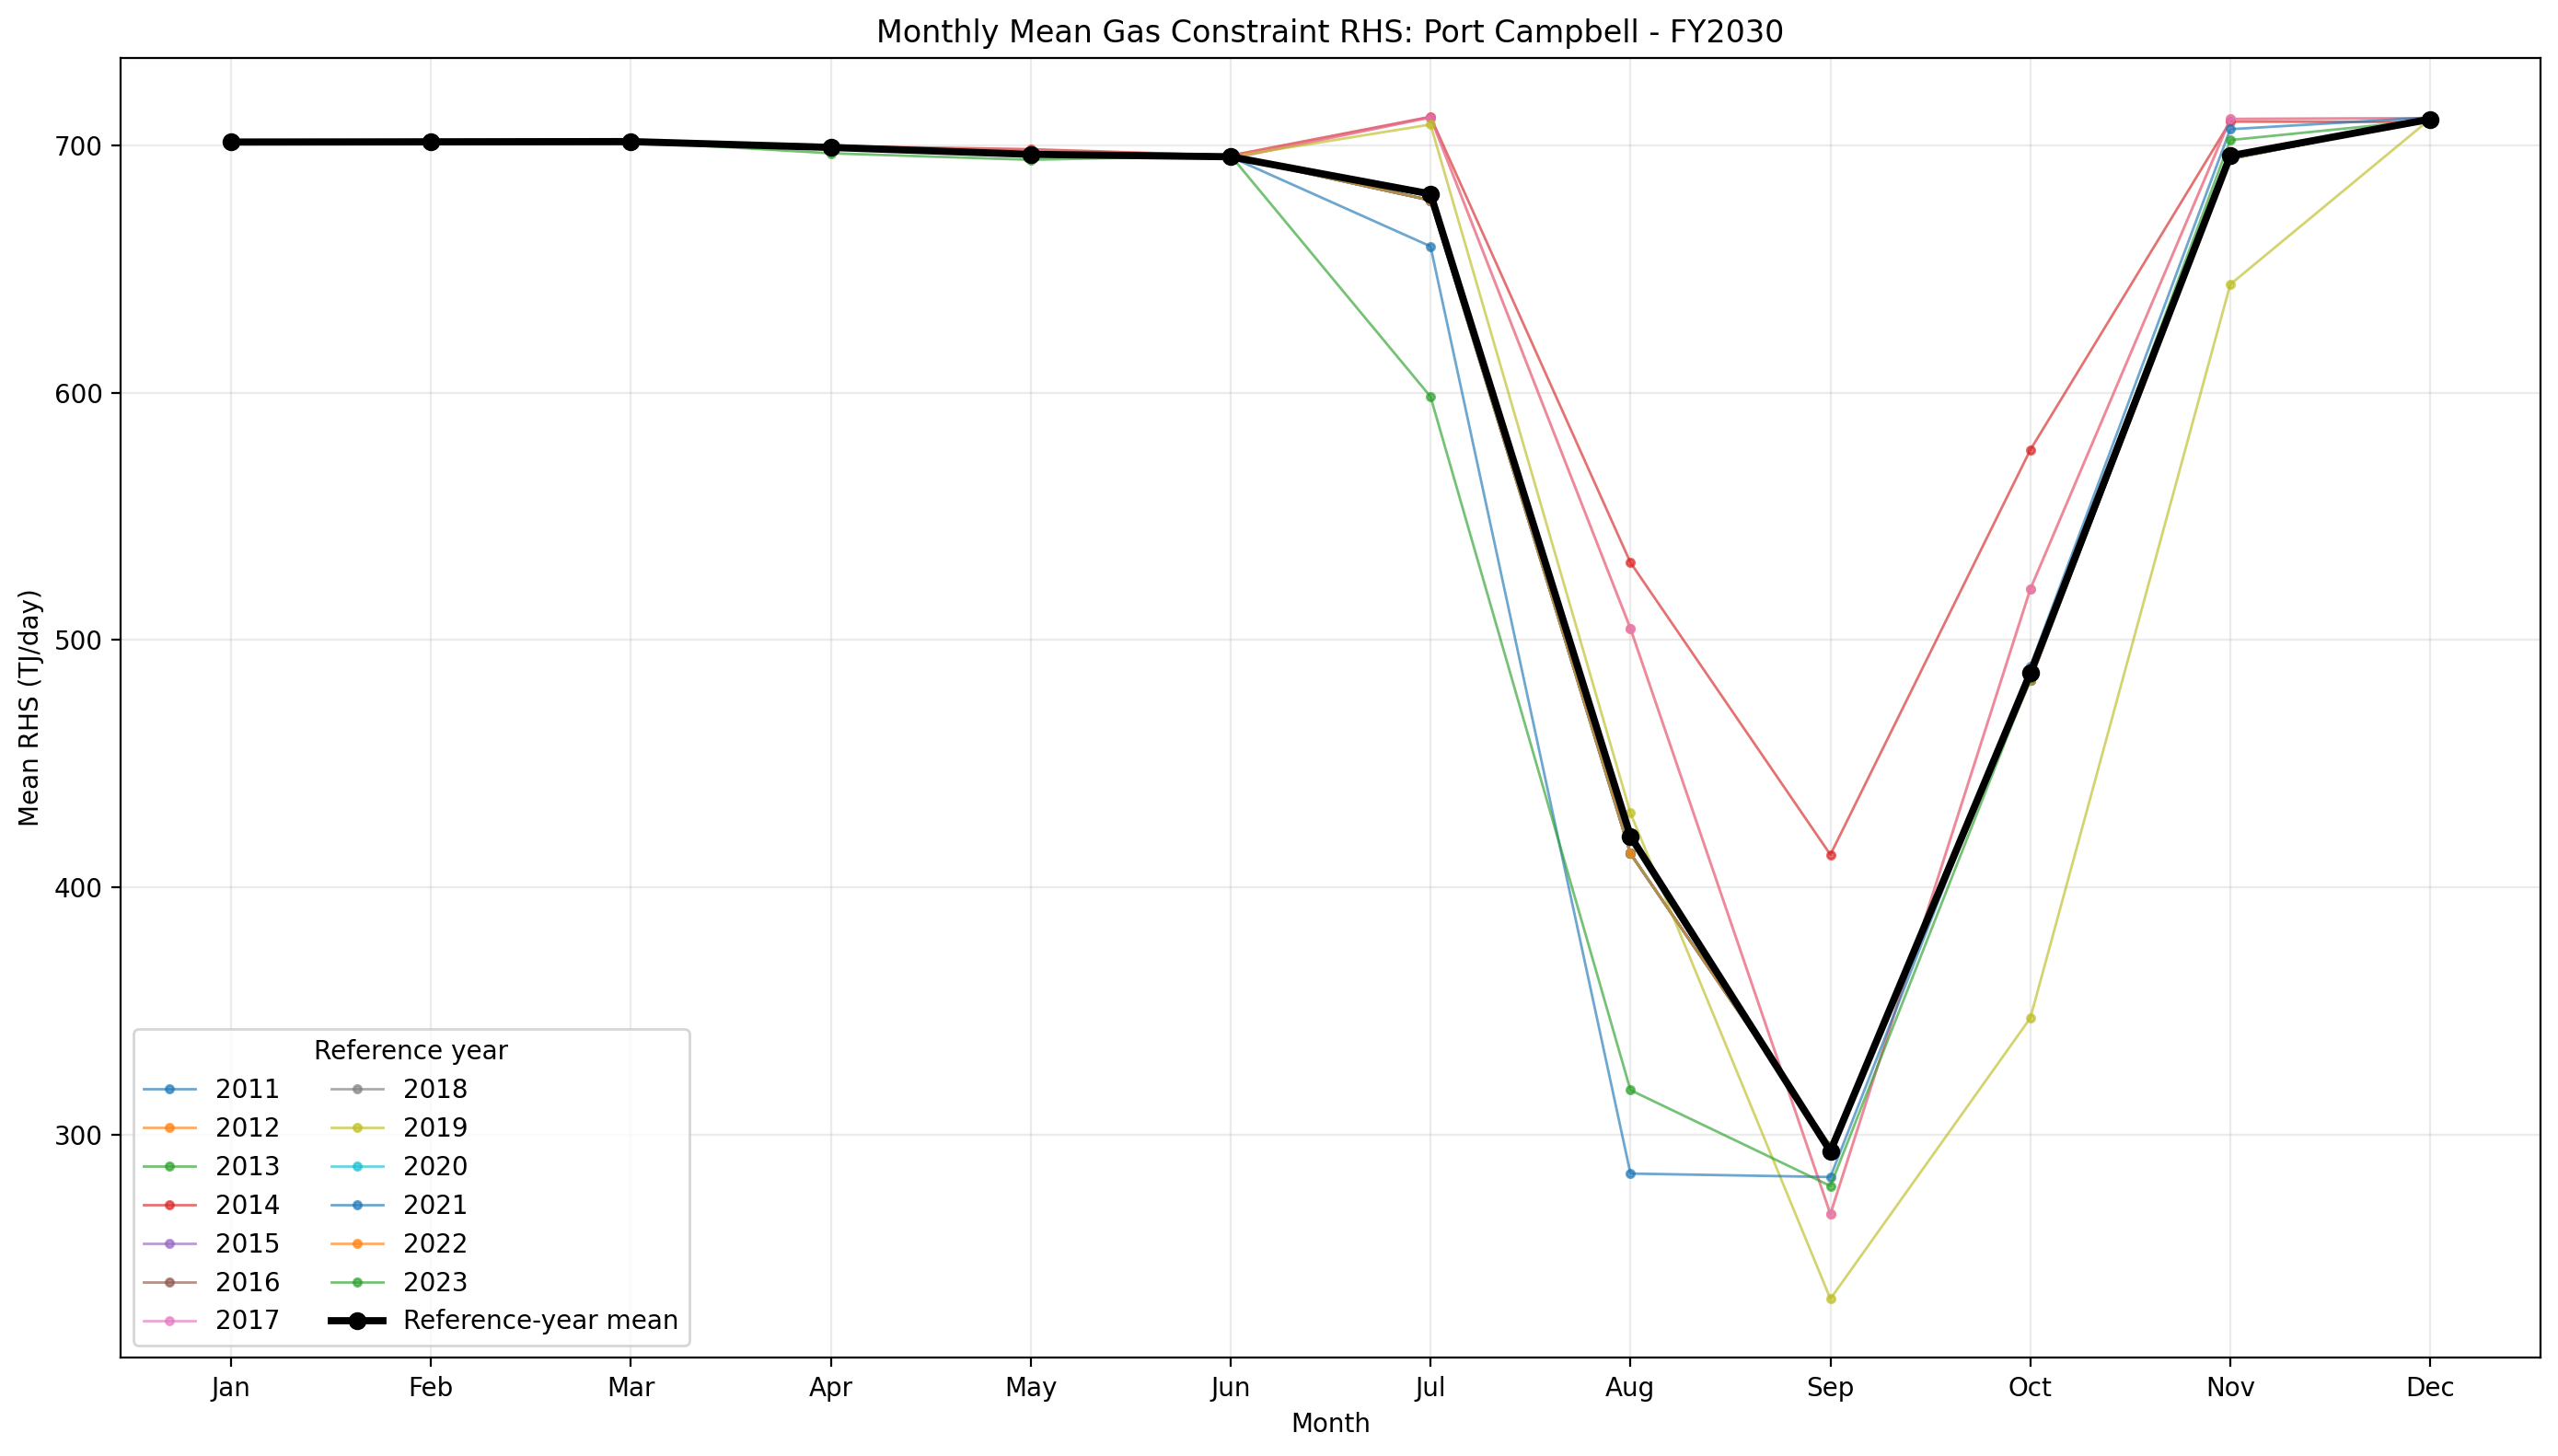 Monthly Mean Gas Constraint RHS: Port Campbell - FY2030
Mean RHS (TJ/day)
700
600
500
400
300
Reference year
2011
2012
2013
2014
2015
2016
2017
2018
2019
2020
2021
2022
2023
Reference-year mean
Jan
Feb
Mar
Apr
May
Jun
Jul
Aug
Sep
Oct
Nov
Dec
Month